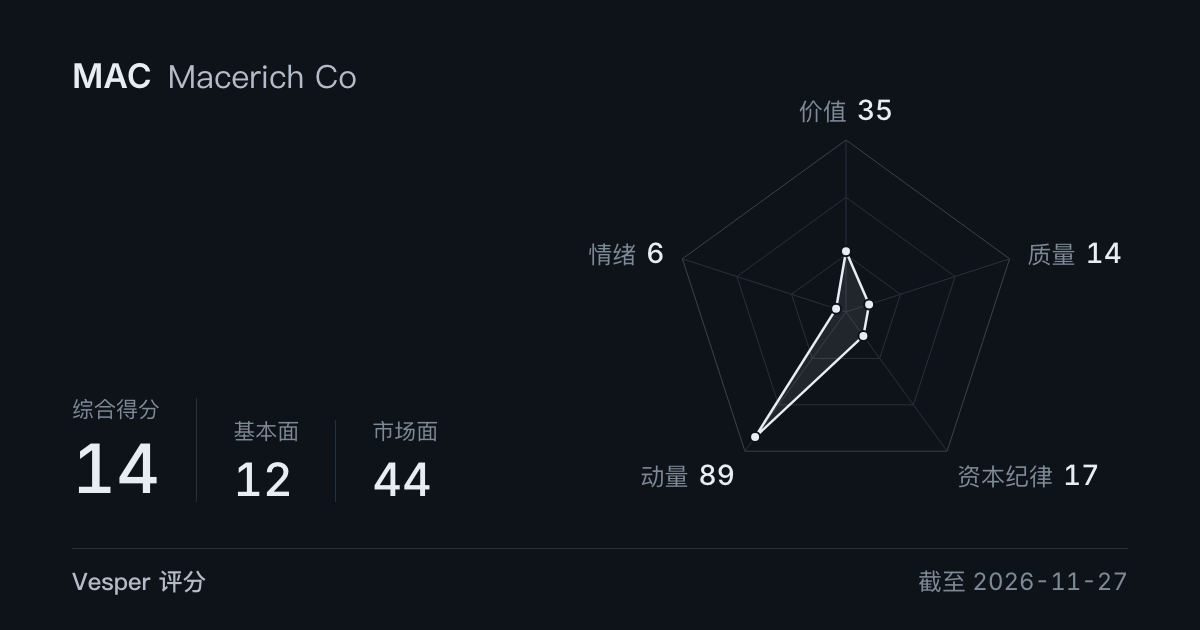 MAC Macerich Co
价值 35
情绪 6
质量 14
动量 89
资本纪律 17
综合得分
14
基本面
12
市场面
44
Vesper 评分
截至 2026-11-27